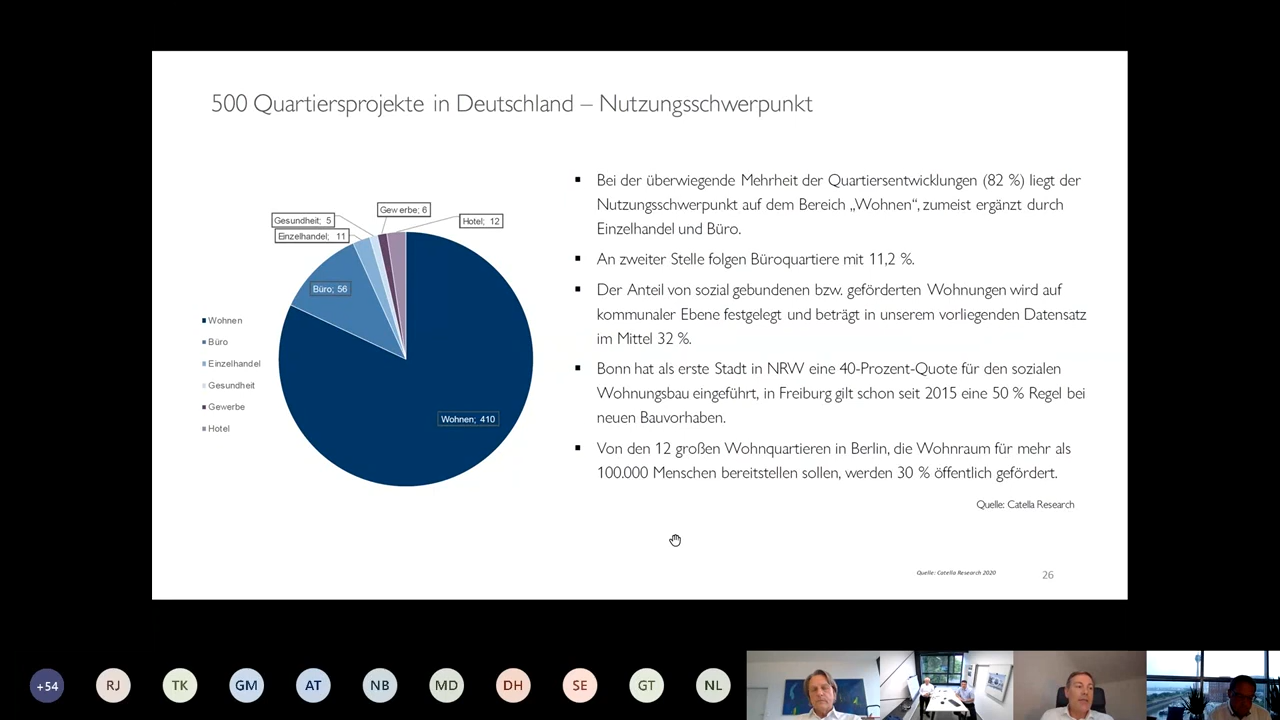 500 Quartiersprojekte in Deutschland – Nutzungsschwerpunkt
Gesundheit; 5
Gew erbe; 6
Hotel; 12
Einzelhandel; 11
Büro; 56
Wohnen; 410
Wohnen
Büro
Einzelhandel
Gesundheit
Gewerbe
Hotel
▪ Bei der überwiegende Mehrheit der Quartiersentwicklungen (82 %) liegt der
Nutzungsschwerpunkt auf dem Bereich „Wohnen“, zumeist ergänzt durch
Einzelhandel und Büro.
▪ An zweiter Stelle folgen Büroquartiere mit 11,2 %.
▪ Der Anteil von sozial gebundenen bzw. geförderten Wohnungen wird auf
kommunaler Ebene festgelegt und beträgt in unserem vorliegenden Datensatz
im Mittel 32 %.
▪ Bonn hat als erste Stadt in NRW eine 40-Prozent-Quote für den sozialen
Wohnungsbau eingeführt, in Freiburg gilt schon seit 2015 eine 50 % Regel bei
neuen Bauvorhaben.
▪ Von den 12 großen Wohnquartieren in Berlin, die Wohnraum für mehr als
100.000 Menschen bereitstellen sollen, werden 30 % öffentlich gefördert.
Quelle: Catella Research
Quelle: Catella Research 2020
26
+54
RJ
TK
GM
AT
NB
MD
DH
SE
GT
NL